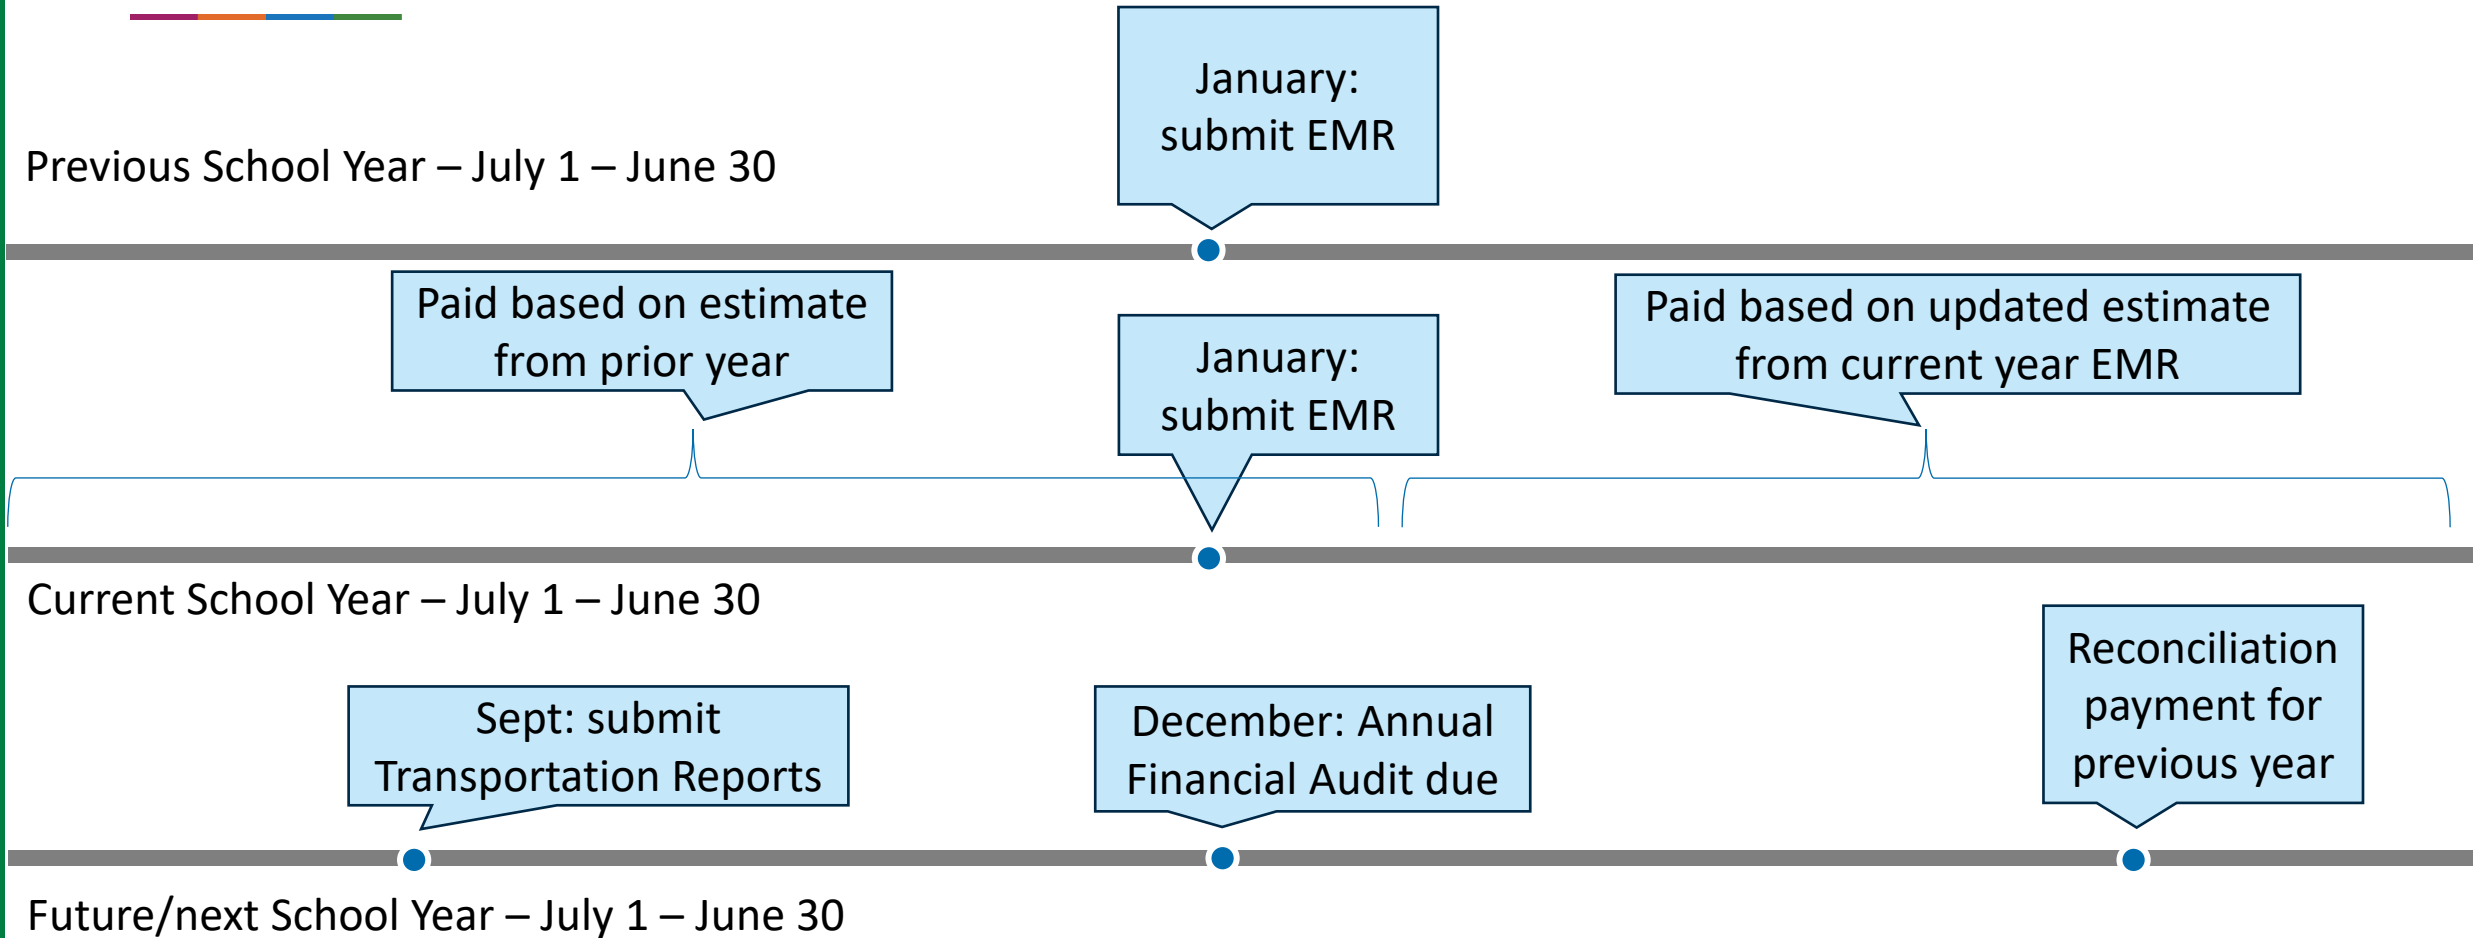 January:
submit EMR
Previous School Year – July 1 – June 30
Paid based on estimate
from prior year
January:
submit EMR
Paid based on updated estimate
from current year EMR
Current School Year – July 1 – June 30
Sept: submit
Transportation Reports
December: Annual
Financial Audit due
Reconciliation
payment for
previous year
Future/next School Year – July 1 – June 30